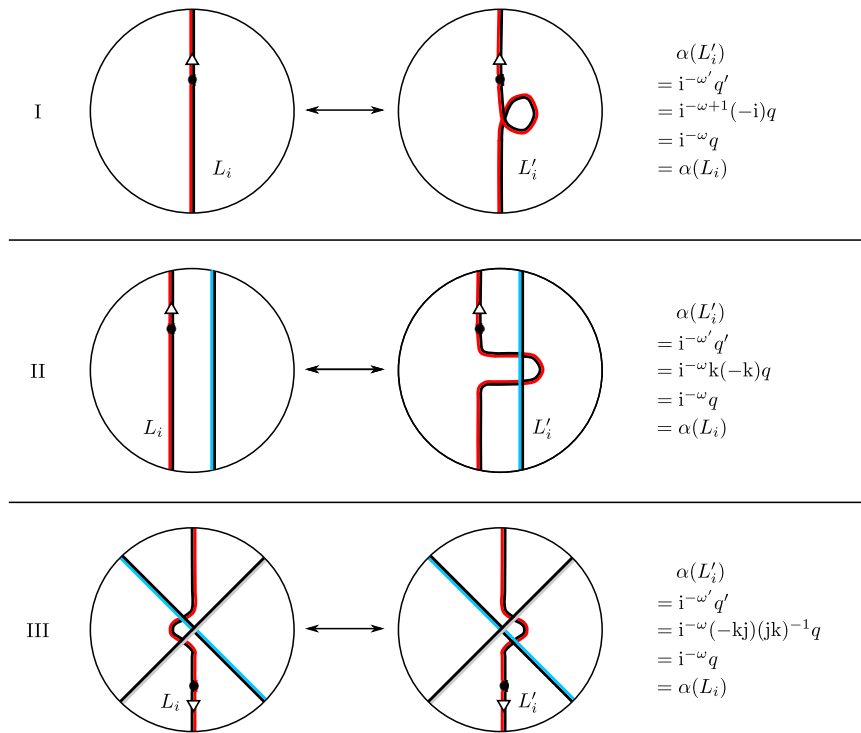 I
L_i
L'_i
α(L'_i)
= i^{-ω'}q'
= i^{-ω+1}(-i)q
= i^{-ω}q
= α(L_i)
II
L_i
L'_i
α(L'_i)
= i^{-ω'}q'
= i^{-ω}k(-k)q
= i^{-ω}q
= α(L_i)
III
L_i
L'_i
α(L'_i)
= i^{-ω'}q'
= i^{-ω}(-kj)(jk)^{-1}q
= i^{-ω}q
= α(L_i)